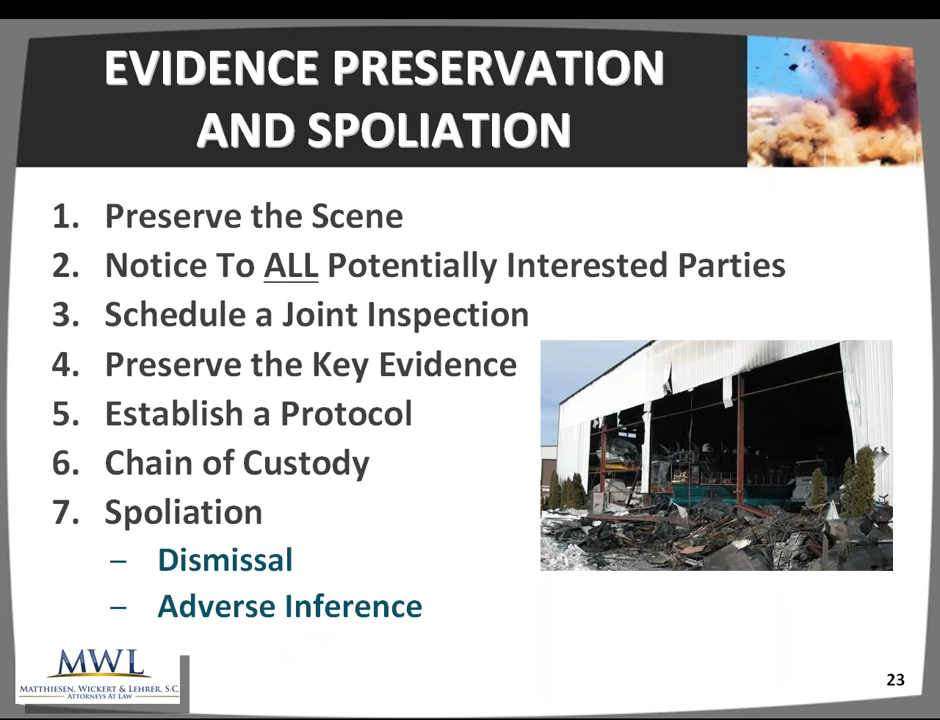 EVIDENCE PRESERVATION
AND SPOLIATION
1. Preserve the Scene
2. Notice To ALL Potentially Interested Parties
3. Schedule a Joint Inspection
4. Preserve the Key Evidence
5. Establish a Protocol
6. Chain of Custody
7. Spoliation
– Dismissal
– Adverse Inference
MWL
MATTHIESEN, WICKERT & LEHRER, S.C.
ATTORNEYS AT LAW
23